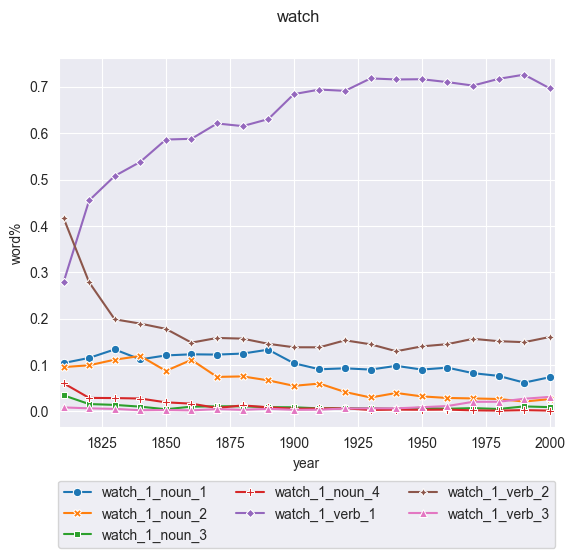 watch
0.7
0.6
0.5
0.4
0.3
0.2
0.1
0.0
word%
1825 1850 1875 1900 1925 1950 1975 2000
year
watch_1_noun_1 watch_1_noun_4 watch_1_verb_2
watch_1_noun_2 watch_1_verb_1 watch_1_verb_3
watch_1_noun_3